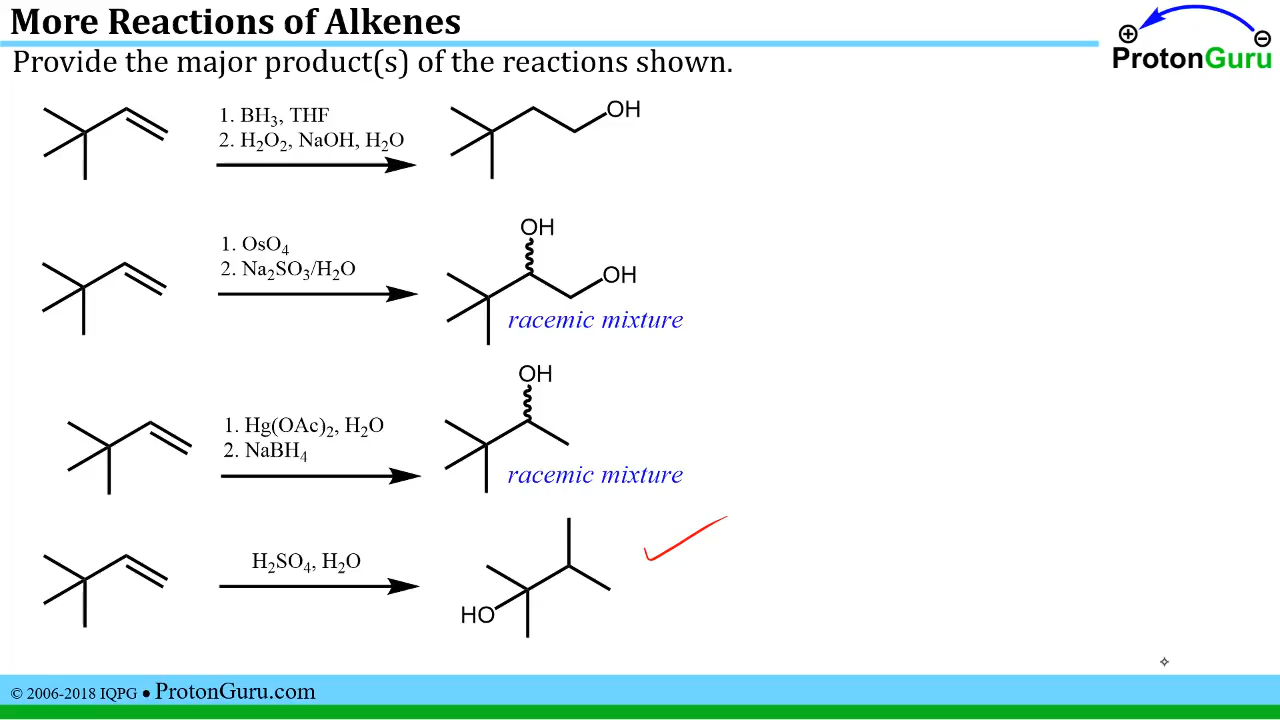 More Reactions of Alkenes
⊕ ⊖
ProtonGuru
Provide the major product(s) of the reactions shown.
1. BH₃, THF
2. H₂O₂, NaOH, H₂O
OH
1. OsO₄
2. Na₂SO₃/H₂O
OH
OH
racemic mixture
1. Hg(OAc)₂, H₂O
2. NaBH₄
OH
racemic mixture
H₂SO₄, H₂O
HO
© 2006-2018 IQPG ● ProtonGuru.com